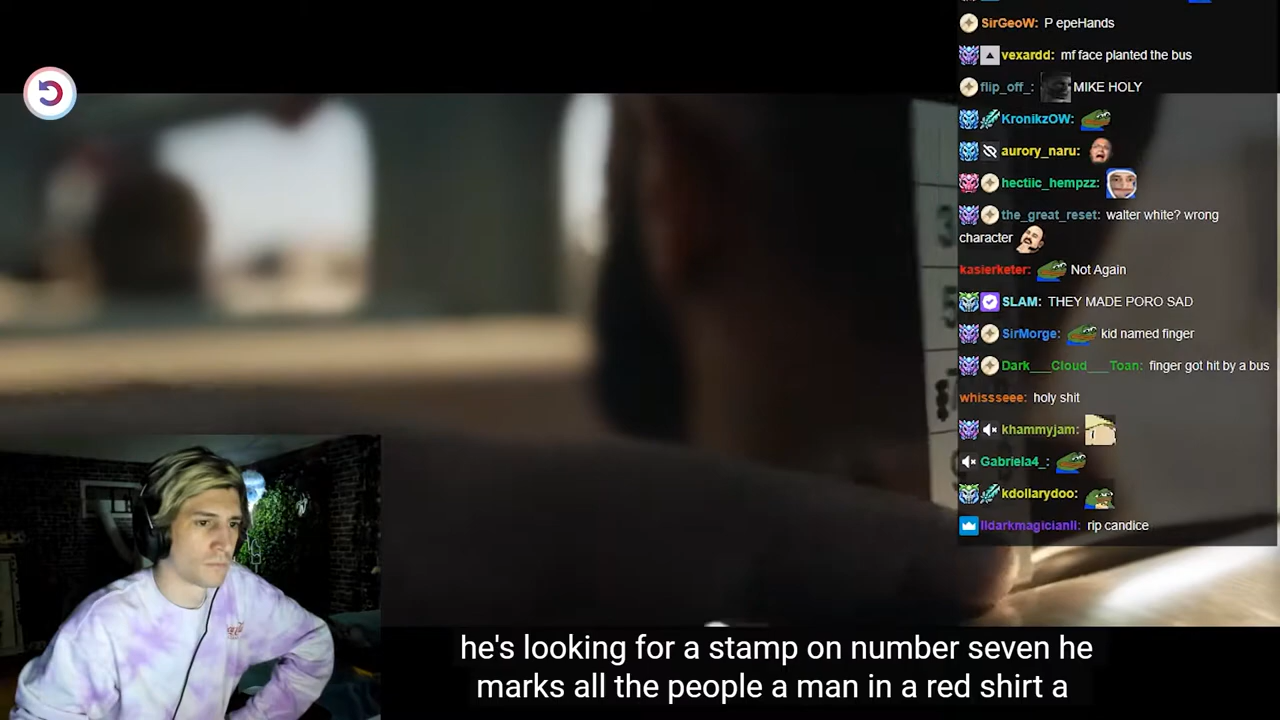 SirGeoW: P epeHands
vexardd: mf face planted the bus
flip_off_: MIKE HOLY
KronikzOW:
aurory_naru:
hectiic_hempzz:
the_great_reset: walter white? wrong
character
kasierketer: Not Again
SLAM: THEY MADE PORO SAD
SirMorge: kid named finger
Dark___Cloud___Toan: finger got hit by a bus
whissseee: holy shit
khammyjam:
Gabriela4_:
kdollarydoo:
lldarkmagicianll: rip candice
he's looking for a stamp on number seven he
marks all the people a man in a red shirt a